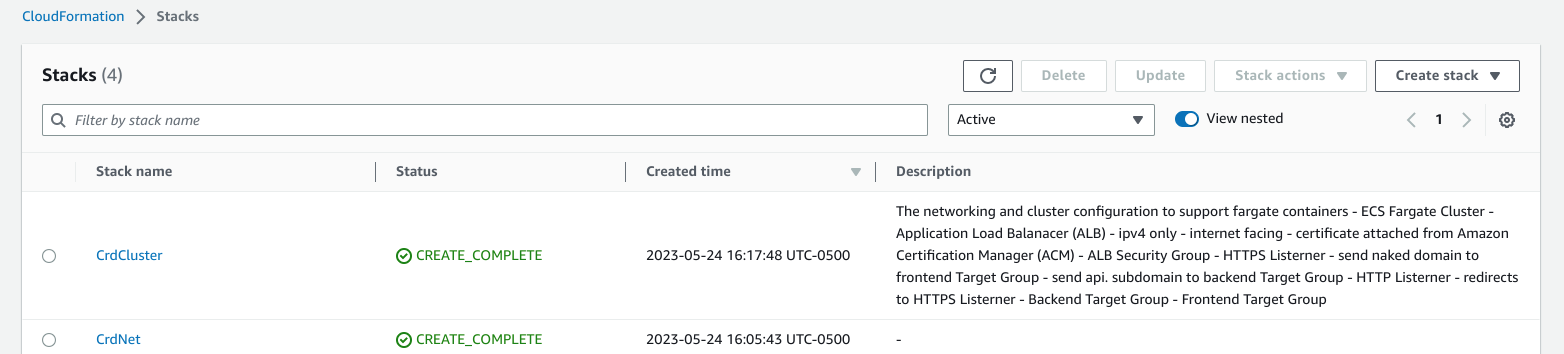 CloudFormation > Stacks
Stacks (4)
Delete
Update
Stack actions
Create stack
Filter by stack name
Active
View nested
1
Stack name Status Created time Description
The networking and cluster configuration to support fargate containers - ECS Fargate Cluster -
Application Load Balanacer (ALB) - ipv4 only - internet facing - certificate attached from Amazon
CrdCluster CREATE_COMPLETE 2023-05-24 16:17:48 UTC-0500 Certification Manager (ACM) - ALB Security Group - HTTPS Listerner - send naked domain to
frontend Target Group - send api. subdomain to backend Target Group - HTTP Listerner - redirects
to HTTPS Listerner - Backend Target Group - Frontend Target Group
CrdNet CREATE_COMPLETE 2023-05-24 16:05:43 UTC-0500 -